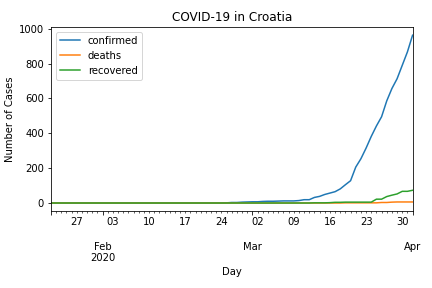 COVID-19 in Croatia
confirmed
deaths
recovered
Number of Cases
1000
800
600
400
200
0
27 03 10 17 24 02 09 16 23 30
Feb Mar Apr
2020
Day